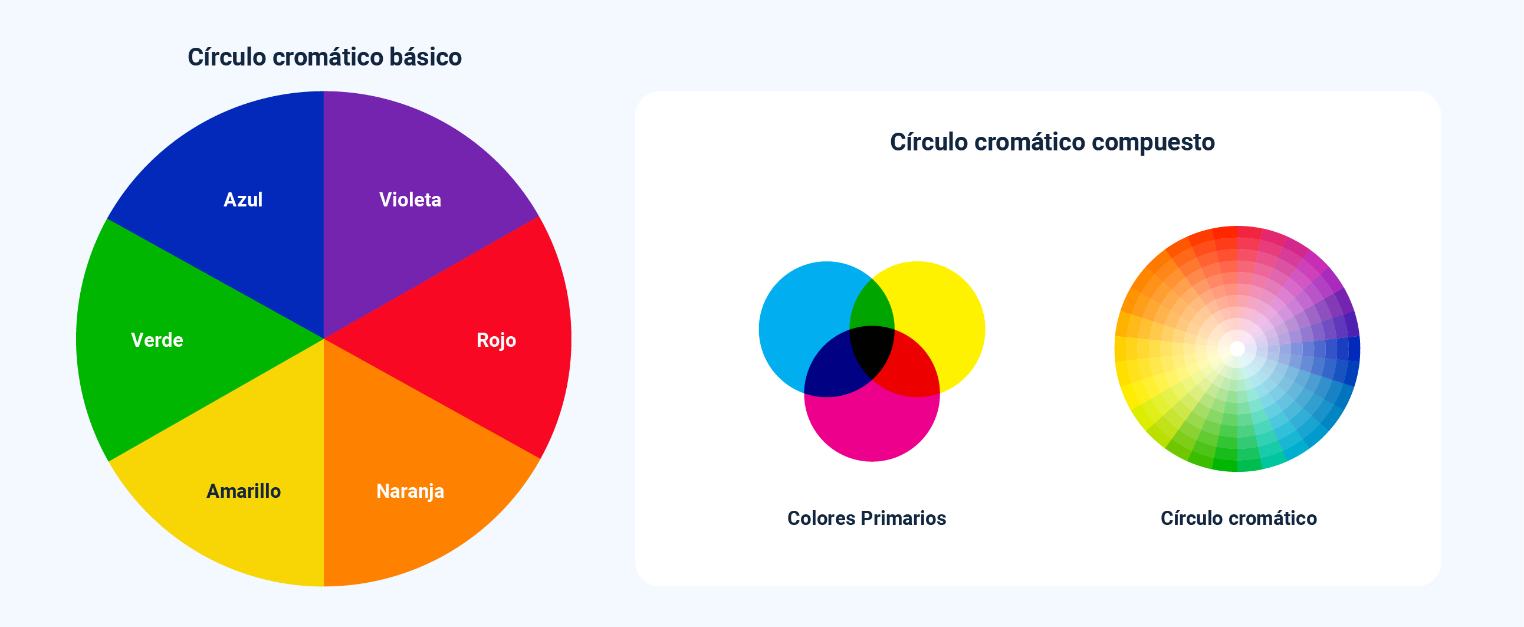 Círculo cromático básico
Azul
Violeta
Verde
Rojo
Amarillo
Naranja
Círculo cromático compuesto
Colores Primarios
Círculo cromático